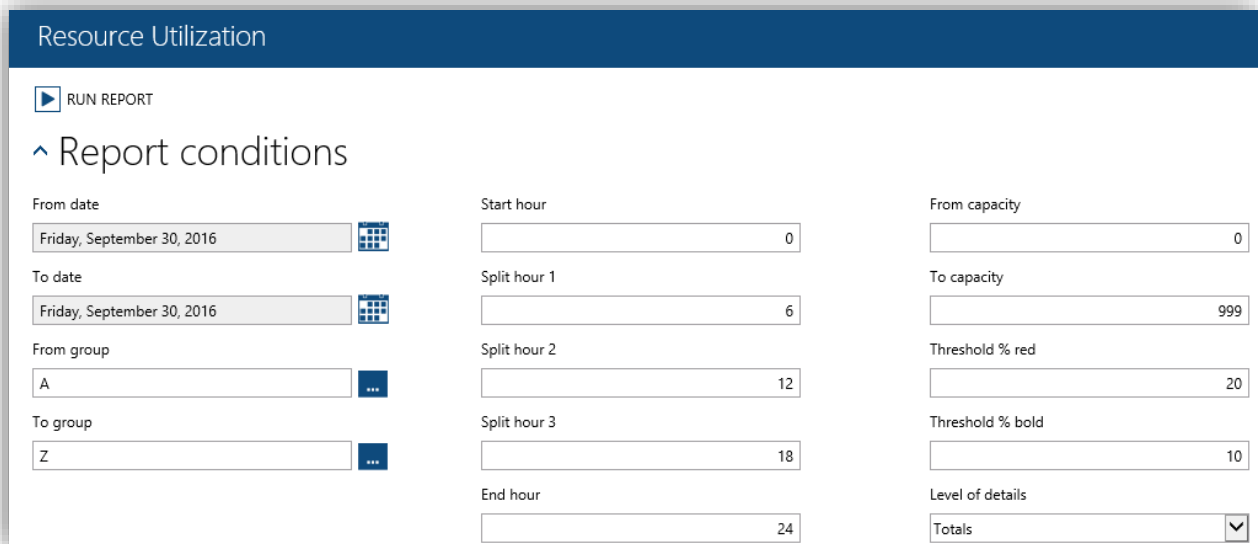 Resource Utilization
RUN REPORT
Report conditions
From date
Friday, September 30, 2016
To date
Friday, September 30, 2016
From group
A
...
To group
Z
...
Start hour
0
Split hour 1
6
Split hour 2
12
Split hour 3
18
End hour
24
From capacity
0
To capacity
999
Threshold % red
20
Threshold % bold
10
Level of details
Totals